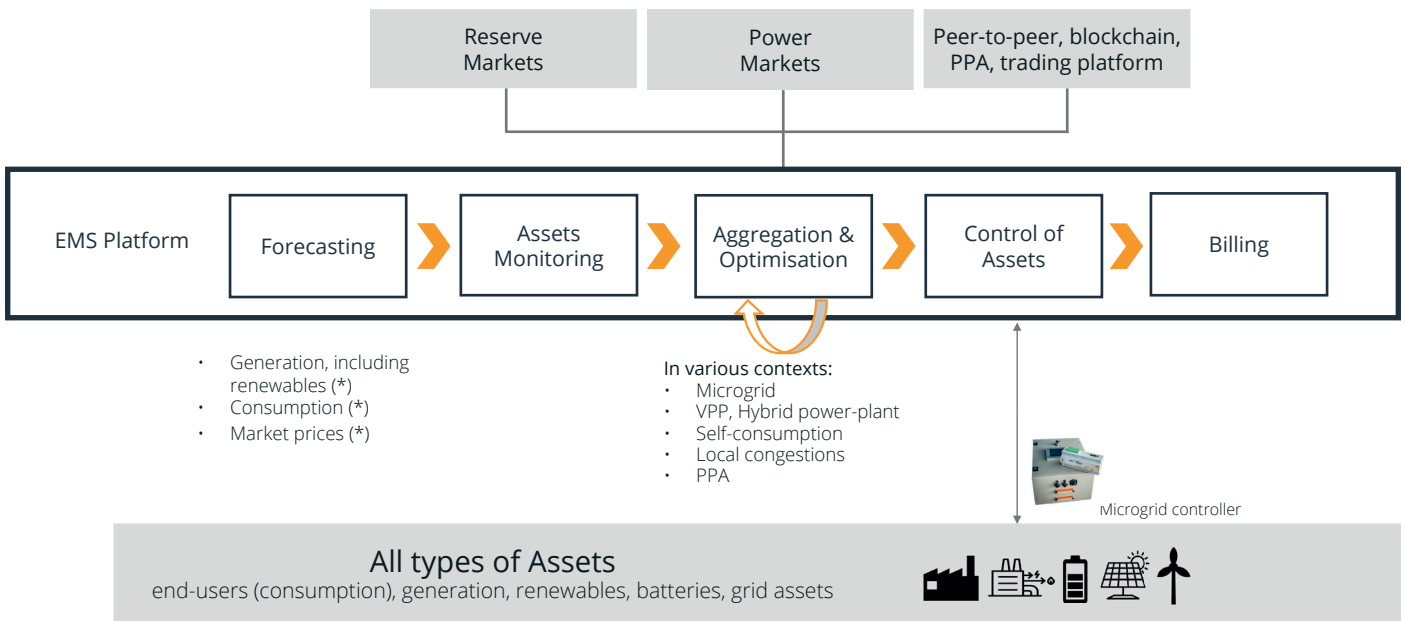 Reserve
Markets
Power
Markets
Peer-to-peer, blockchain,
PPA, trading platform
EMS Platform
Forecasting
Assets
Monitoring
Aggregation &
Optimisation
Control of
Assets
Billing
• Generation, including
renewables (*)
• Consumption (*)
• Market prices (*)
In various contexts:
• Microgrid
• VPP, Hybrid power-plant
• Self-consumption
• Local congestions
• PPA
Microgrid controller
All types of Assets
end-users (consumption), generation, renewables, batteries, grid assets